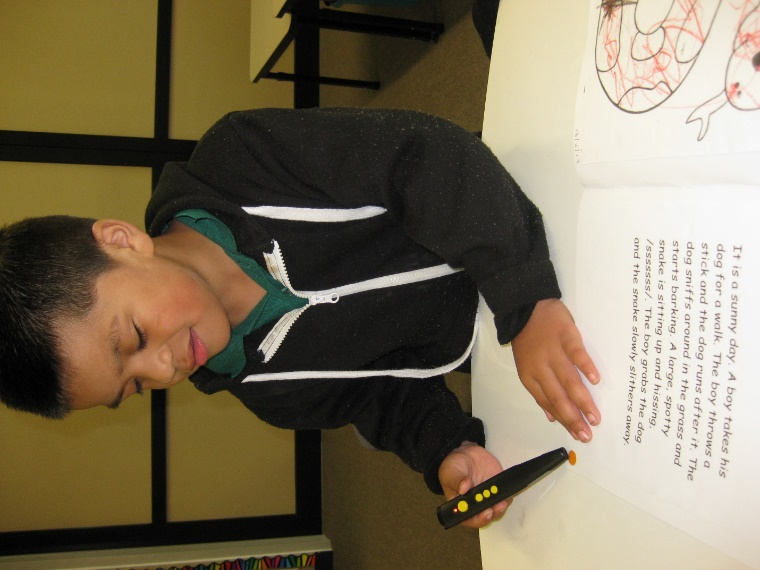 It is a sunny day. A boy takes his
dog for a walk. The boy throws a
stick and the dog runs after it. The
dog sniffs around in the grass and
starts barking. A large, spotty
snake is sitting up and hissing,
/sssssss/. The boy grabs the dog
and the snake slowly slithers away.